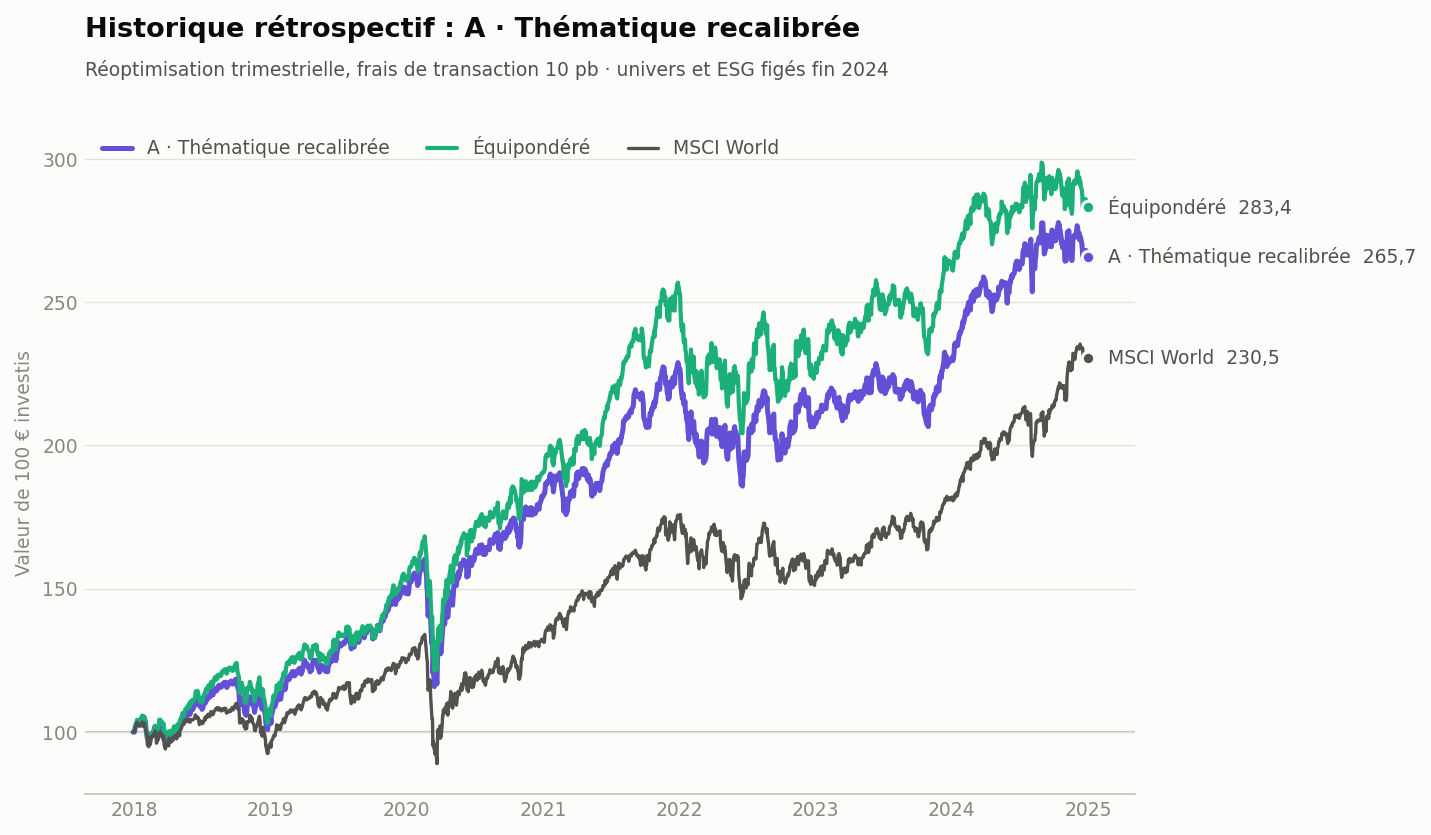 Historique rétrospectif : A · Thématique recalibrée
Réoptimisation trimestrielle, frais de transaction 10 pb · univers et ESG figés fin 2024
A · Thématique recalibrée
Équipondéré
MSCI World
300
250
200
150
100
Valeur de 100 € investis
Équipondéré 283,4
A · Thématique recalibrée 265,7
MSCI World 230,5
2018
2019
2020
2021
2022
2023
2024
2025